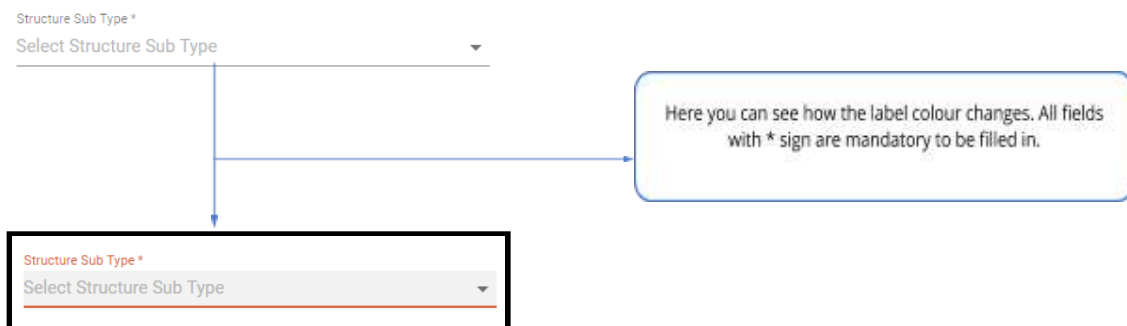 Structure Sub Type *
Select Structure Sub Type
Here you can see how the label colour changes. All fields
with * sign are mandatory to be filled in.
Structure Sub Type *
Select Structure Sub Type